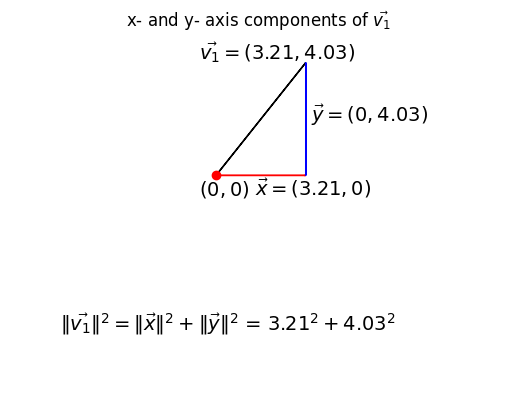 x- and y- axis components of $\vec{v_1}$
$\vec{v_1} = (3.21, 4.03)$
$\vec{y} = (0, 4.03)$
(0, 0) $\vec{x} = (3.21, 0)$
$\|\vec{v_1}\|^2 = \|\vec{x}\|^2 + \|\vec{y}\|^2 = 3.21^2 + 4.03^2$